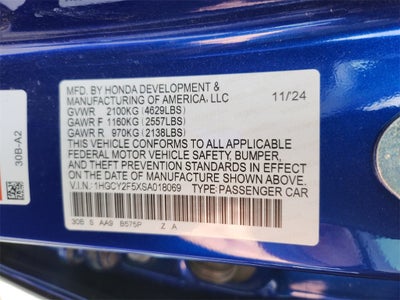 MFD. BY HONDA DEVELOPMENT &
MANUFACTURING OF AMERICA, LLC 11/24
GVWR 2100KG (4629LBS)
GAWR F 1160KG (2557LBS)
GAWR R 970KG (2138LBS)
THIS VEHICLE CONFORMS TO ALL APPLICABLE
FEDERAL MOTOR VEHICLE SAFETY, BUMPER,
AND THEFT PREVENTION STANDARDS IN EFFECT
ON THE DATE OF MANUFACTURE SHOWN ABOVE.
V.I.N.:1HGCY2F5XSA018069 TYPE:PASSENGER CAR
30B S AA9 B575P Z A
30B-A2